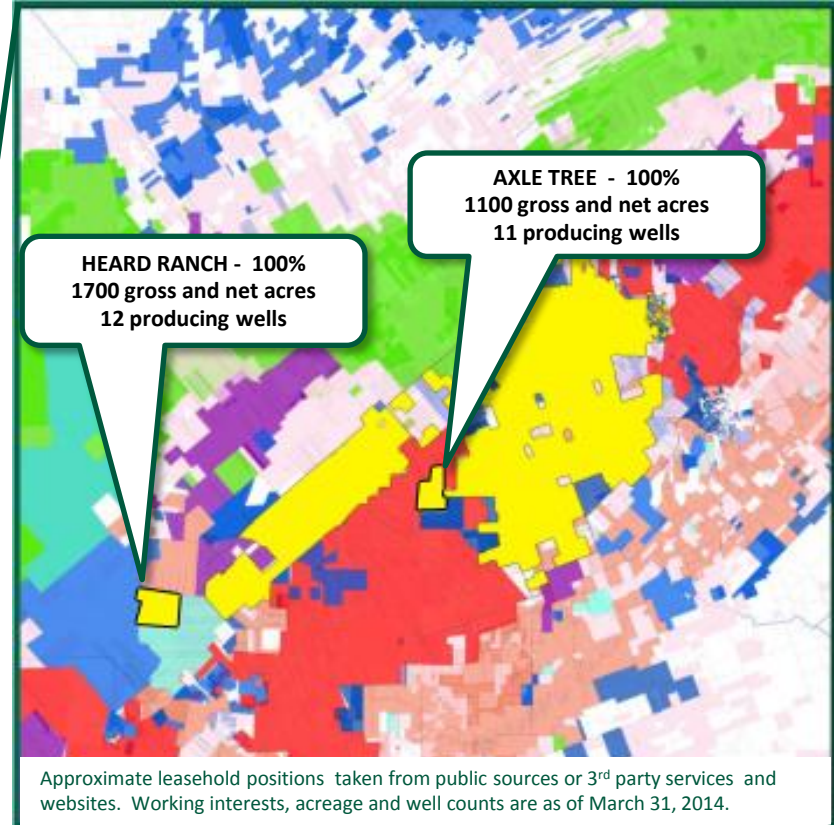 AXLE TREE - 100%
1100 gross and net acres
11 producing wells
HEARD RANCH - 100%
1700 gross and net acres
12 producing wells
Approximate leasehold positions taken from public sources or 3rd party services and
websites. Working interests, acreage and well counts are as of March 31, 2014.